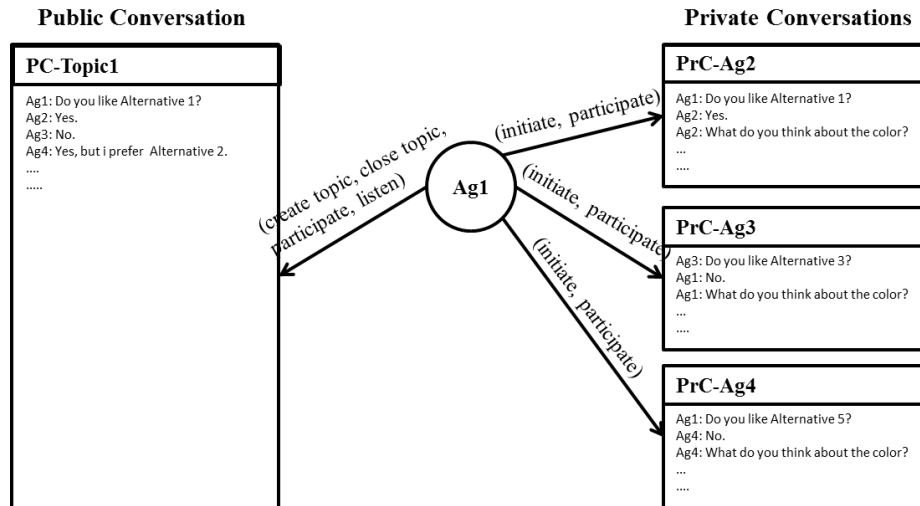 Public Conversation
PC-Topic1
Ag1: Do you like Alternative 1?
Ag2: Yes.
Ag3: No.
Ag4: Yes, but i prefer Alternative 2.
....
.....
(create topic, close topic,
participate, listen)
Ag1
(initiate, participate)
(initiate, participate)
(initiate, participate)
Private Conversations
PrC-Ag2
Ag1: Do you like Alternative 1?
Ag2: Yes.
Ag2: What do you think about the color?
...
....
PrC-Ag3
Ag3: Do you like Alternative 3?
Ag1: No.
Ag1: What do you think about the color?
...
....
PrC-Ag4
Ag1: Do you like Alternative 5?
Ag4: No.
Ag4: What do you think about the color?
...
....